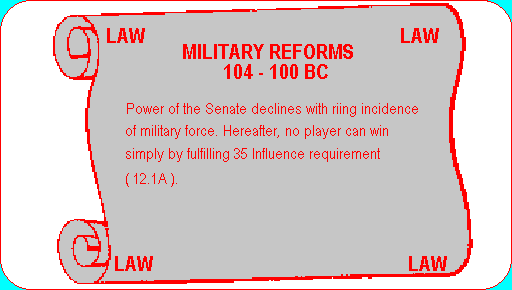 LAW LAW
MILITARY REFORMS
104 - 100 BC
Power of the Senate declines with riing incidence
of military force. Hereafter, no player can win
simply by fulfilling 35 Influence requirement
( 12.1A ).
LAW LAW